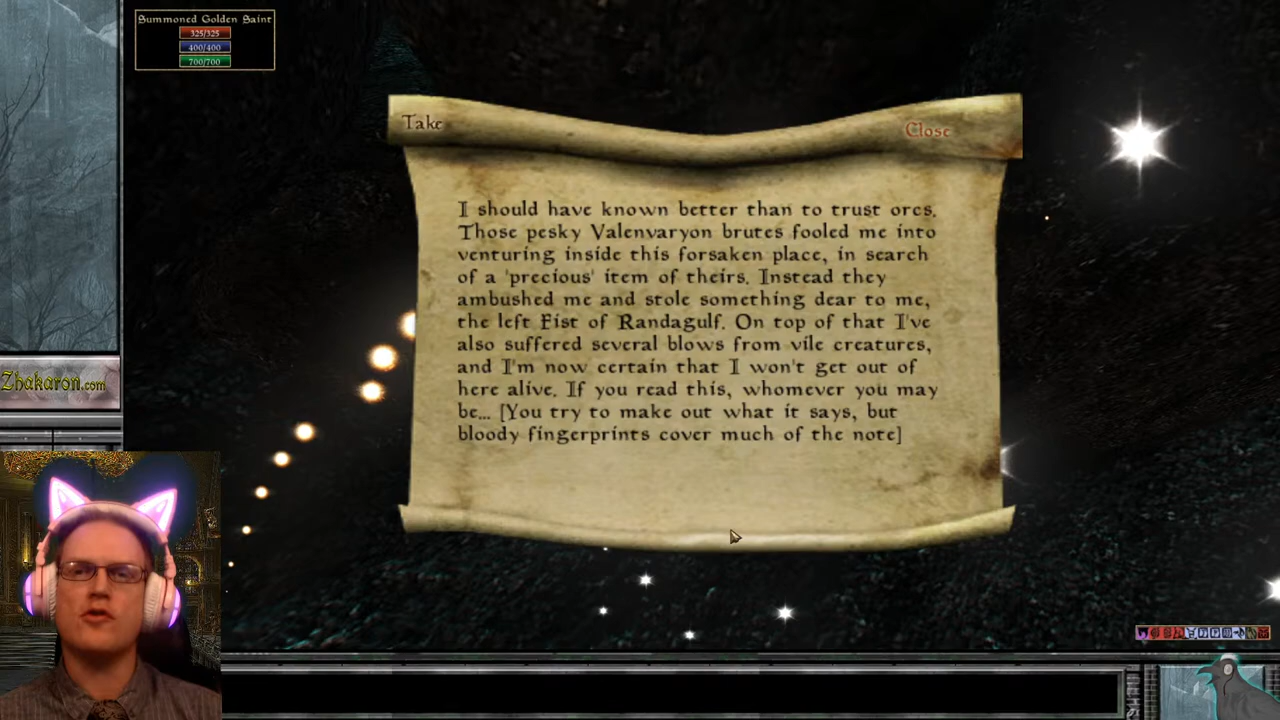 Summoned Golden Saint
325/325
400/400
700/700
Take
Close
I should have known better than to trust orcs.
Those pesky Valenvaryon brutes fooled me into
venturing inside this forsaken place, in search
of a 'precious' item of theirs. Instead they
ambushed me and stole something dear to me,
the left Fist of Randagulf. On top of that I've
also suffered several blows from vile creatures,
and I'm now certain that I won't get out of
here alive. If you read this, whomever you may
be... [You try to make out what it says, but
bloody fingerprints cover much of the note]
Zhakaron.com